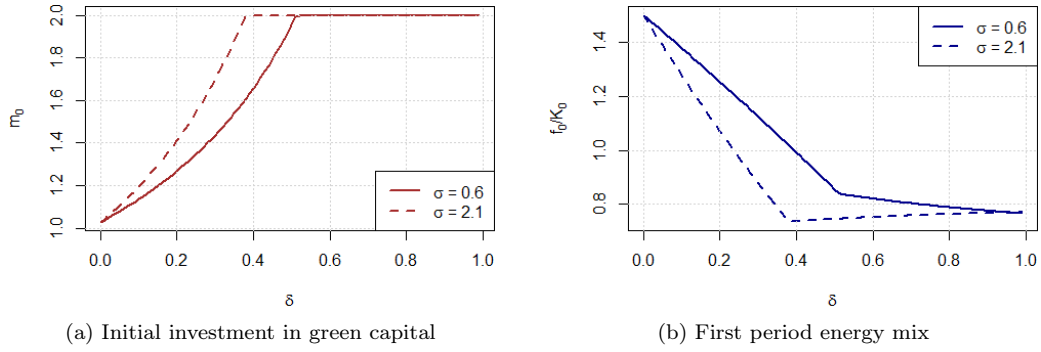 2.0
1.8
1.6
1.4
1.2
1.0
m₀
0.0 0.2 0.4 0.6 0.8 1.0
δ
σ = 0.6
σ = 2.1
(a) Initial investment in green capital
1.4
1.2
1.0
0.8
f₀/K₀
0.0 0.2 0.4 0.6 0.8 1.0
δ
σ = 0.6
σ = 2.1
(b) First period energy mix